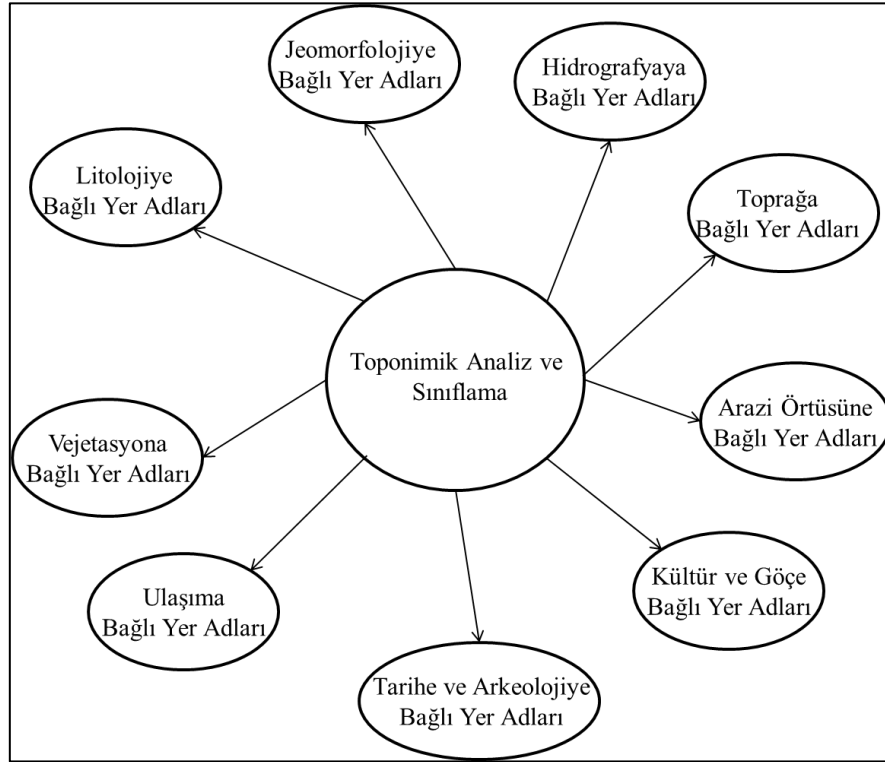 Jeomorfolojiye
Bağlı Yer Adları
Hidrografyaya
Bağlı Yer Adları
Litolojiye
Bağlı Yer Adları
Toprağa
Bağlı Yer Adları
Toponimik Analiz ve
Sınıflama
Arazi Örtüsüne
Bağlı Yer Adları
Vejetasyona
Bağlı Yer Adları
Kültür ve Göçe
Bağlı Yer Adları
Ulaşıma
Bağlı Yer Adları
Tarihe ve Arkeolojiye
Bağlı Yer Adları